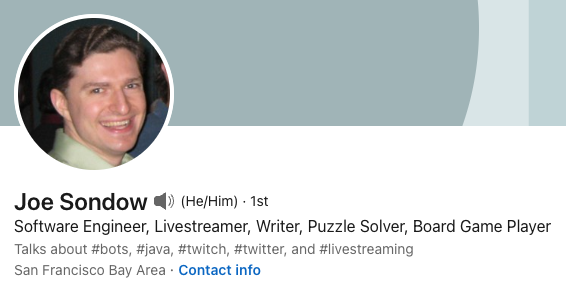 Joe Sondow (He/Him) · 1st
Software Engineer, Livestreamer, Writer, Puzzle Solver, Board Game Player
Talks about #bots, #java, #twitch, #twitter, and #livestreaming
San Francisco Bay Area · Contact info